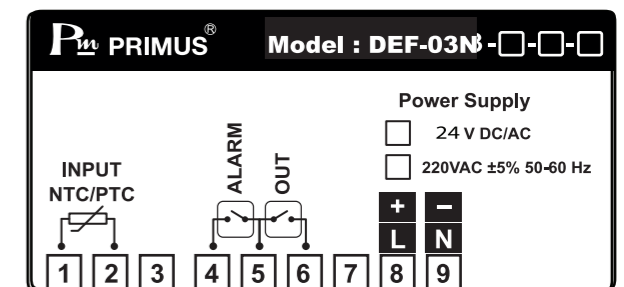 Pm PRIMUS® Model : DEF-03N-□-□-□
Power Supply
□ 24 V DC/AC
□ 220VAC ±5% 50-60 Hz
INPUT
NTC/PTC
ALARM
OUT
+ −
L N
1 2 3 4 5 6 7 8 9